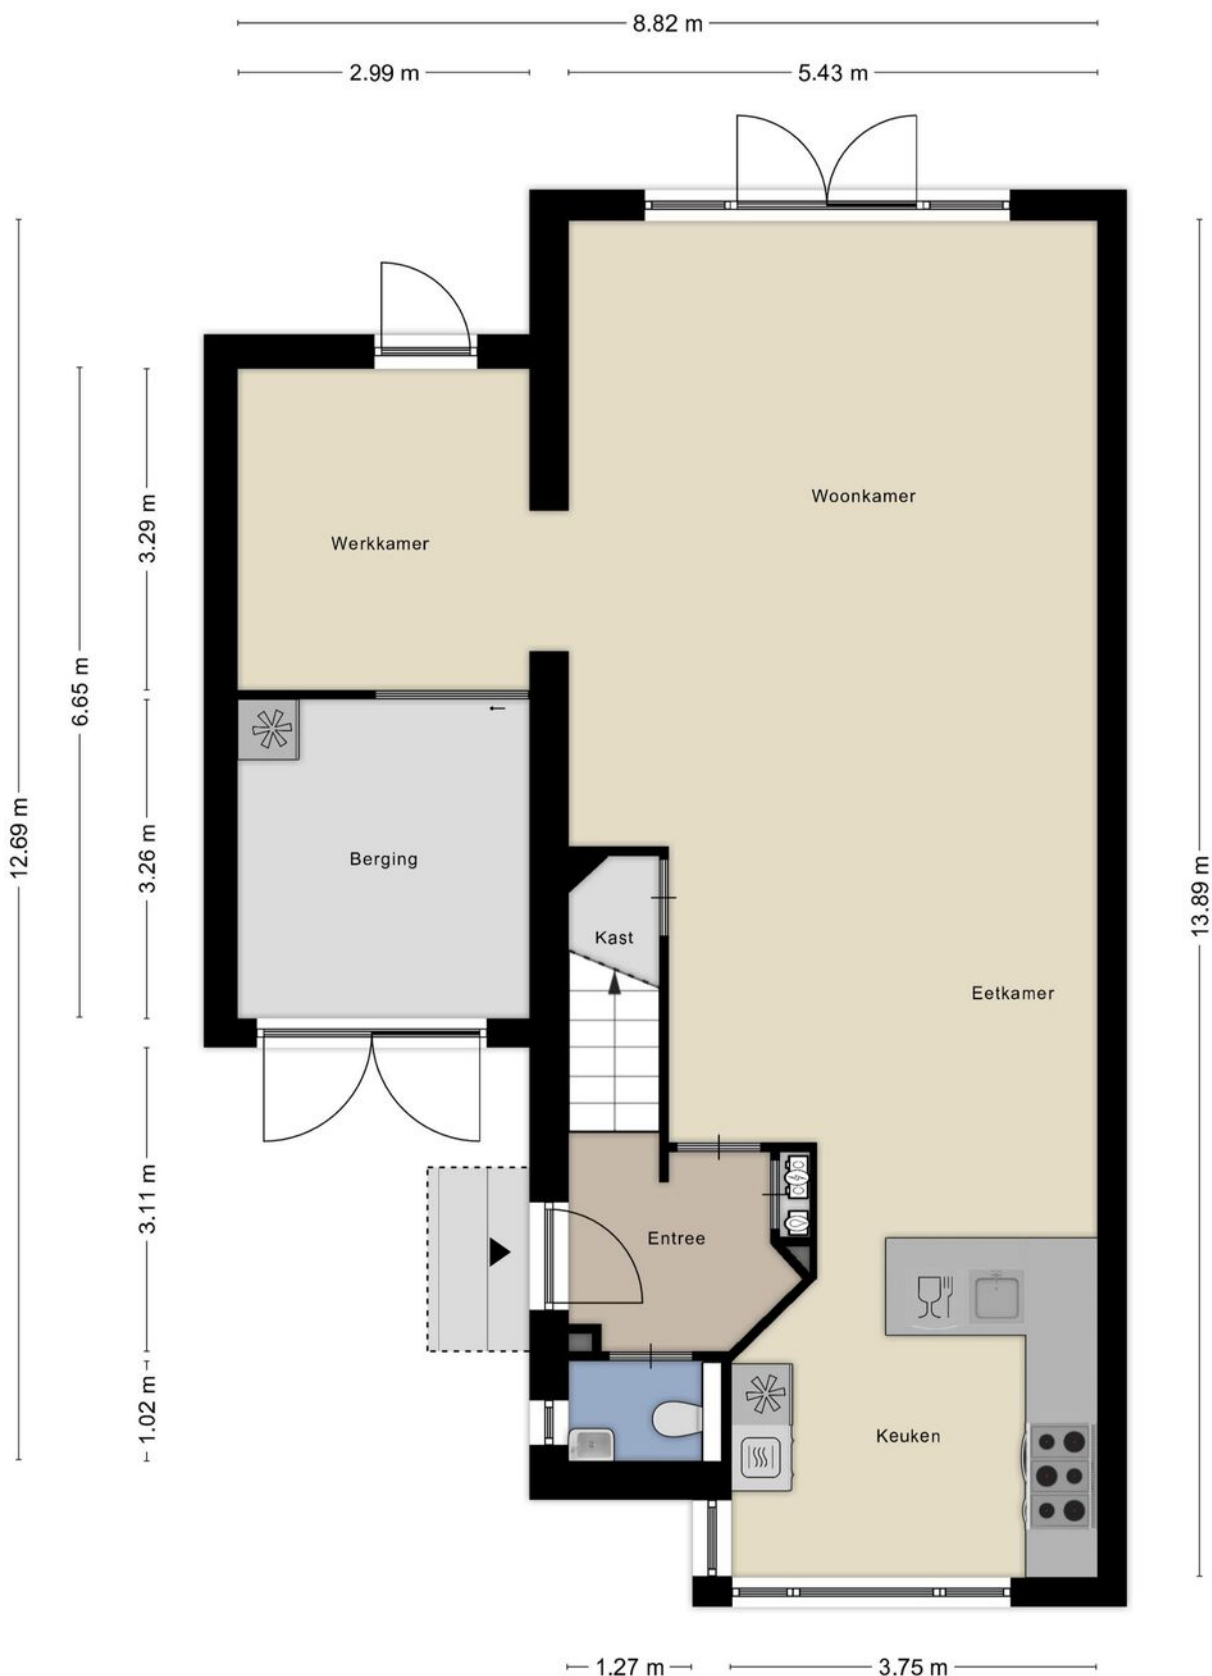 8.82 m
2.99 m
5.43 m
Woonkamer
3.29 m
Werkkamer
6.65 m
12.69 m
3.26 m
Berging
13.89 m
Kast
Eetkamer
3.11 m
Entree
1.02 m
Keuken
1.27 m
3.75 m